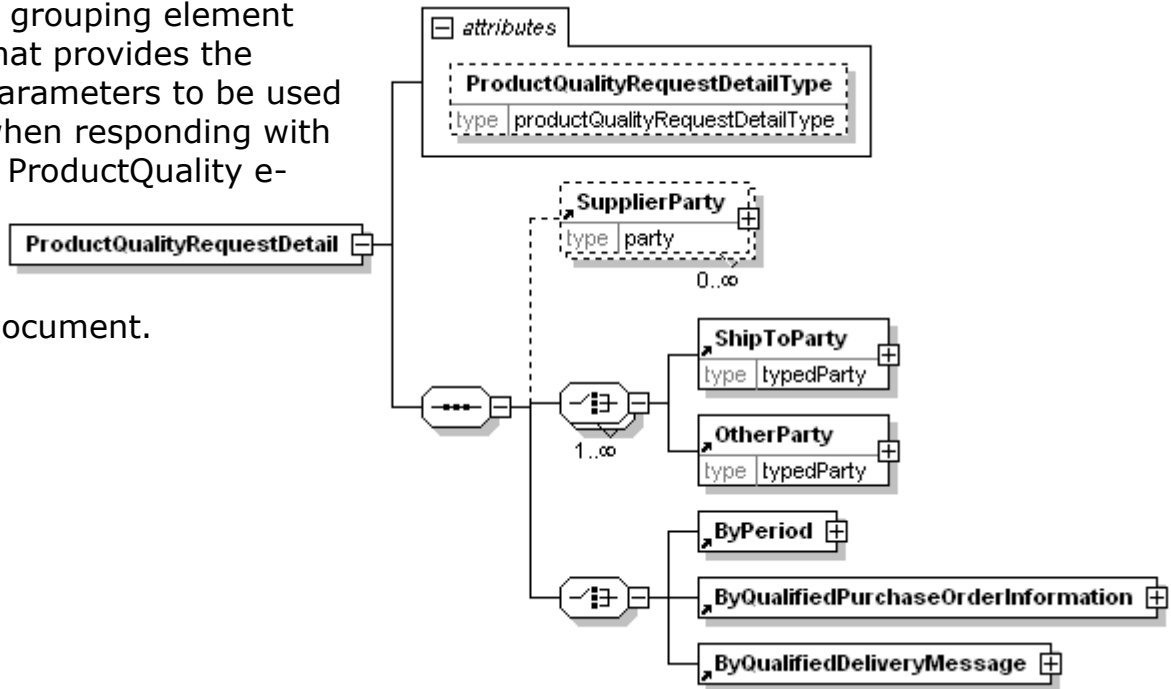 grouping element
hat provides the
arameters to be used
when responding with
ProductQuality e-
ocument.
attributes
ProductQualityRequestDetailType
type productQualityRequestDetailType
SupplierParty
type party
0..∞
ProductQualityRequestDetail
ShipToParty
type typedParty
1..∞
OtherParty
type typedParty
ByPeriod
ByQualifiedPurchaseOrderInformation
ByQualifiedDeliveryMessage